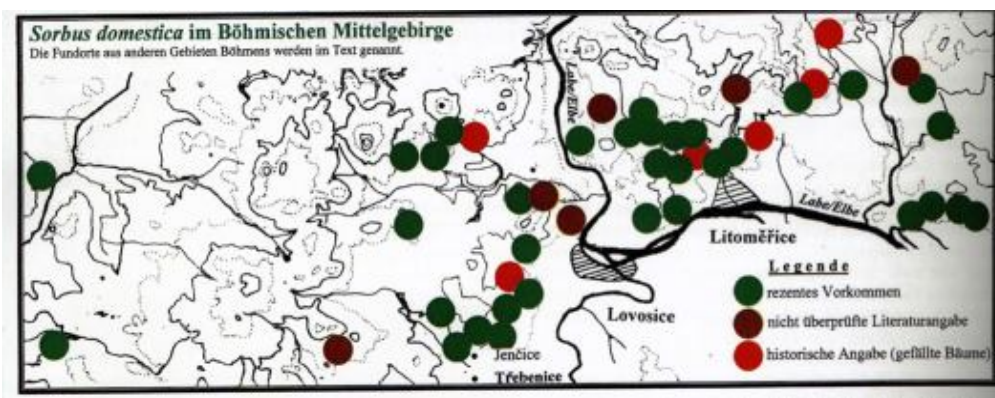 Sorbus domestica im Böhmischen Mittelgebirge
Die Fundorte aus anderen Gebieten Böhmens werden im Text genannt.
Labe/Elbe
Labe/Elbe
Litoměřice
Legende
rezentes Vorkommen
Lovosice
nicht überprüfte Literaturangabe
Jenčice
historische Angabe (gefällte Bäume)
Třebenice